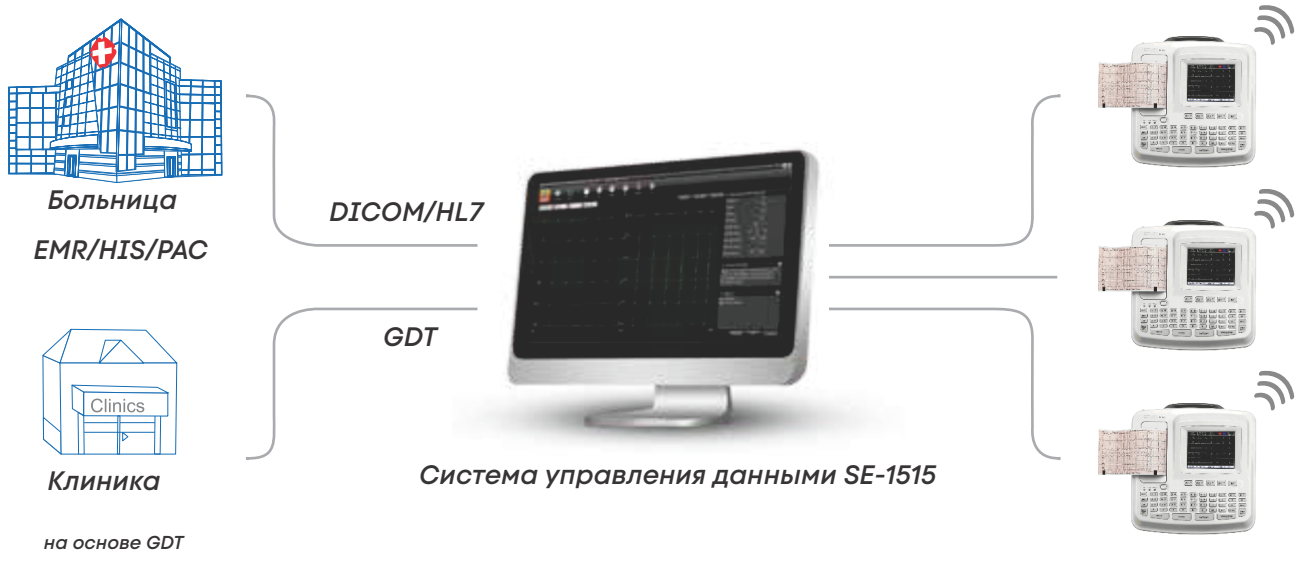 Больница
EMR/HIS/PAC
DICOM/HL7
GDT
Clinics
Клиника
на основе GDT
Система управления данными SE-1515